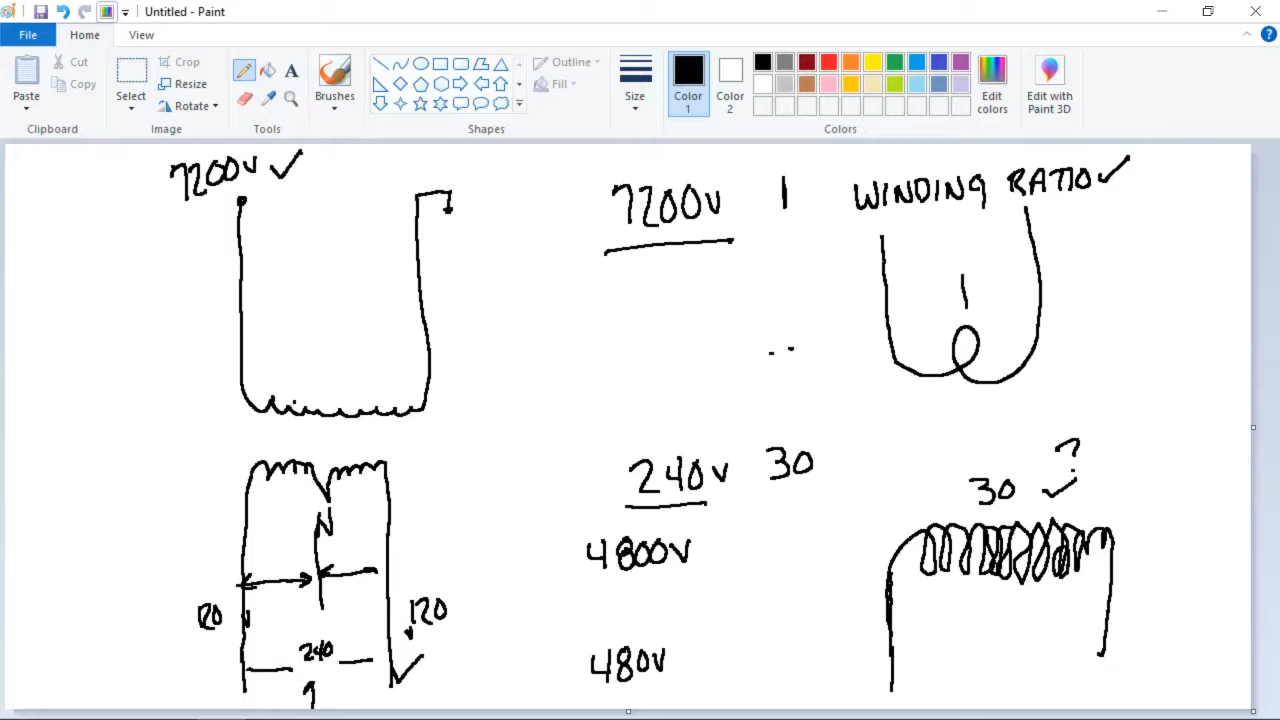 Untitled - Paint
File
Home
View
Paste
Cut
Copy
Clipboard
Select
Crop
Resize
Rotate
Image
A
Tools
Brushes
Outline
Fill
Shapes
Size
Color 1
Color 2
Edit colors
Colors
Edit with Paint 3D
7200V
7200V
1
WINDING RATIO
1
240V
30
?
30
N
4800V
120
V
120
240
480V